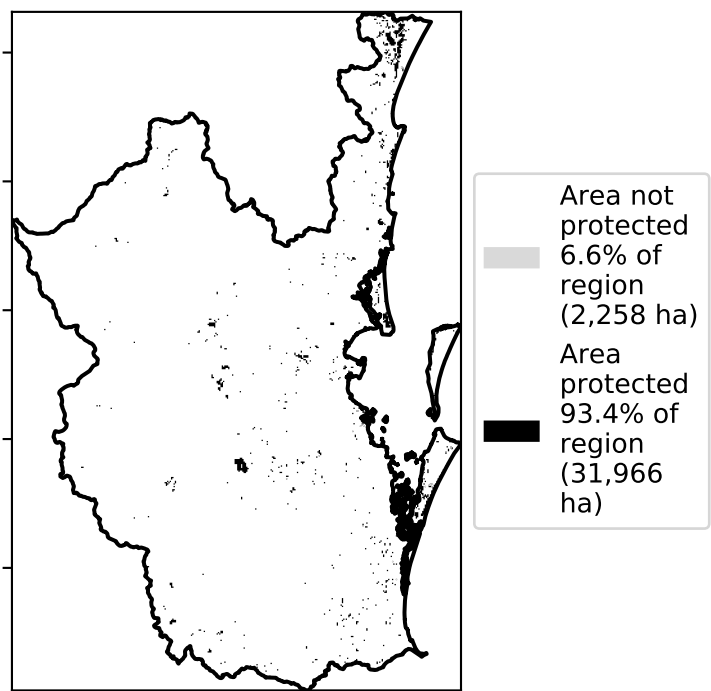 Area not
protected
6.6% of
region
(2,258 ha)
Area
protected
93.4% of
region
(31,966
ha)